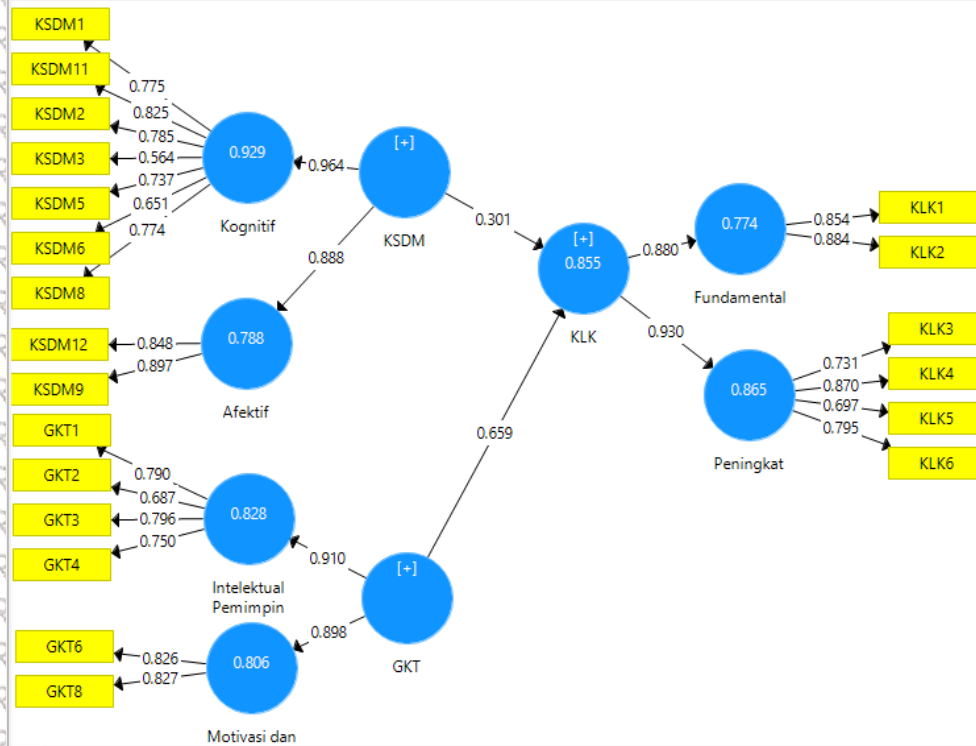 KSDM1
KSDM11
KSDM2
KSDM3
KSDM5
KSDM6
KSDM8
0.775
0.825
0.785
0.564
0.737
0.651
0.774
0.929
Kognitif
0.964
[+]
KSDM
0.888
0.301
KSDM12
KSDM9
0.848
0.897
0.788
Afektif
[+]
0.855
KLK
0.880
0.930
0.774
Fundamental
0.854
0.884
KLK1
KLK2
0.865
Peningkat
0.731
0.870
0.697
0.795
KLK3
KLK4
KLK5
KLK6
0.659
GKT1
GKT2
GKT3
GKT4
0.790
0.687
0.796
0.750
0.828
Intelektual
Pemimpin
0.910
[+]
GKT
0.898
GKT6
GKT8
0.826
0.827
0.806
Motivasi dan